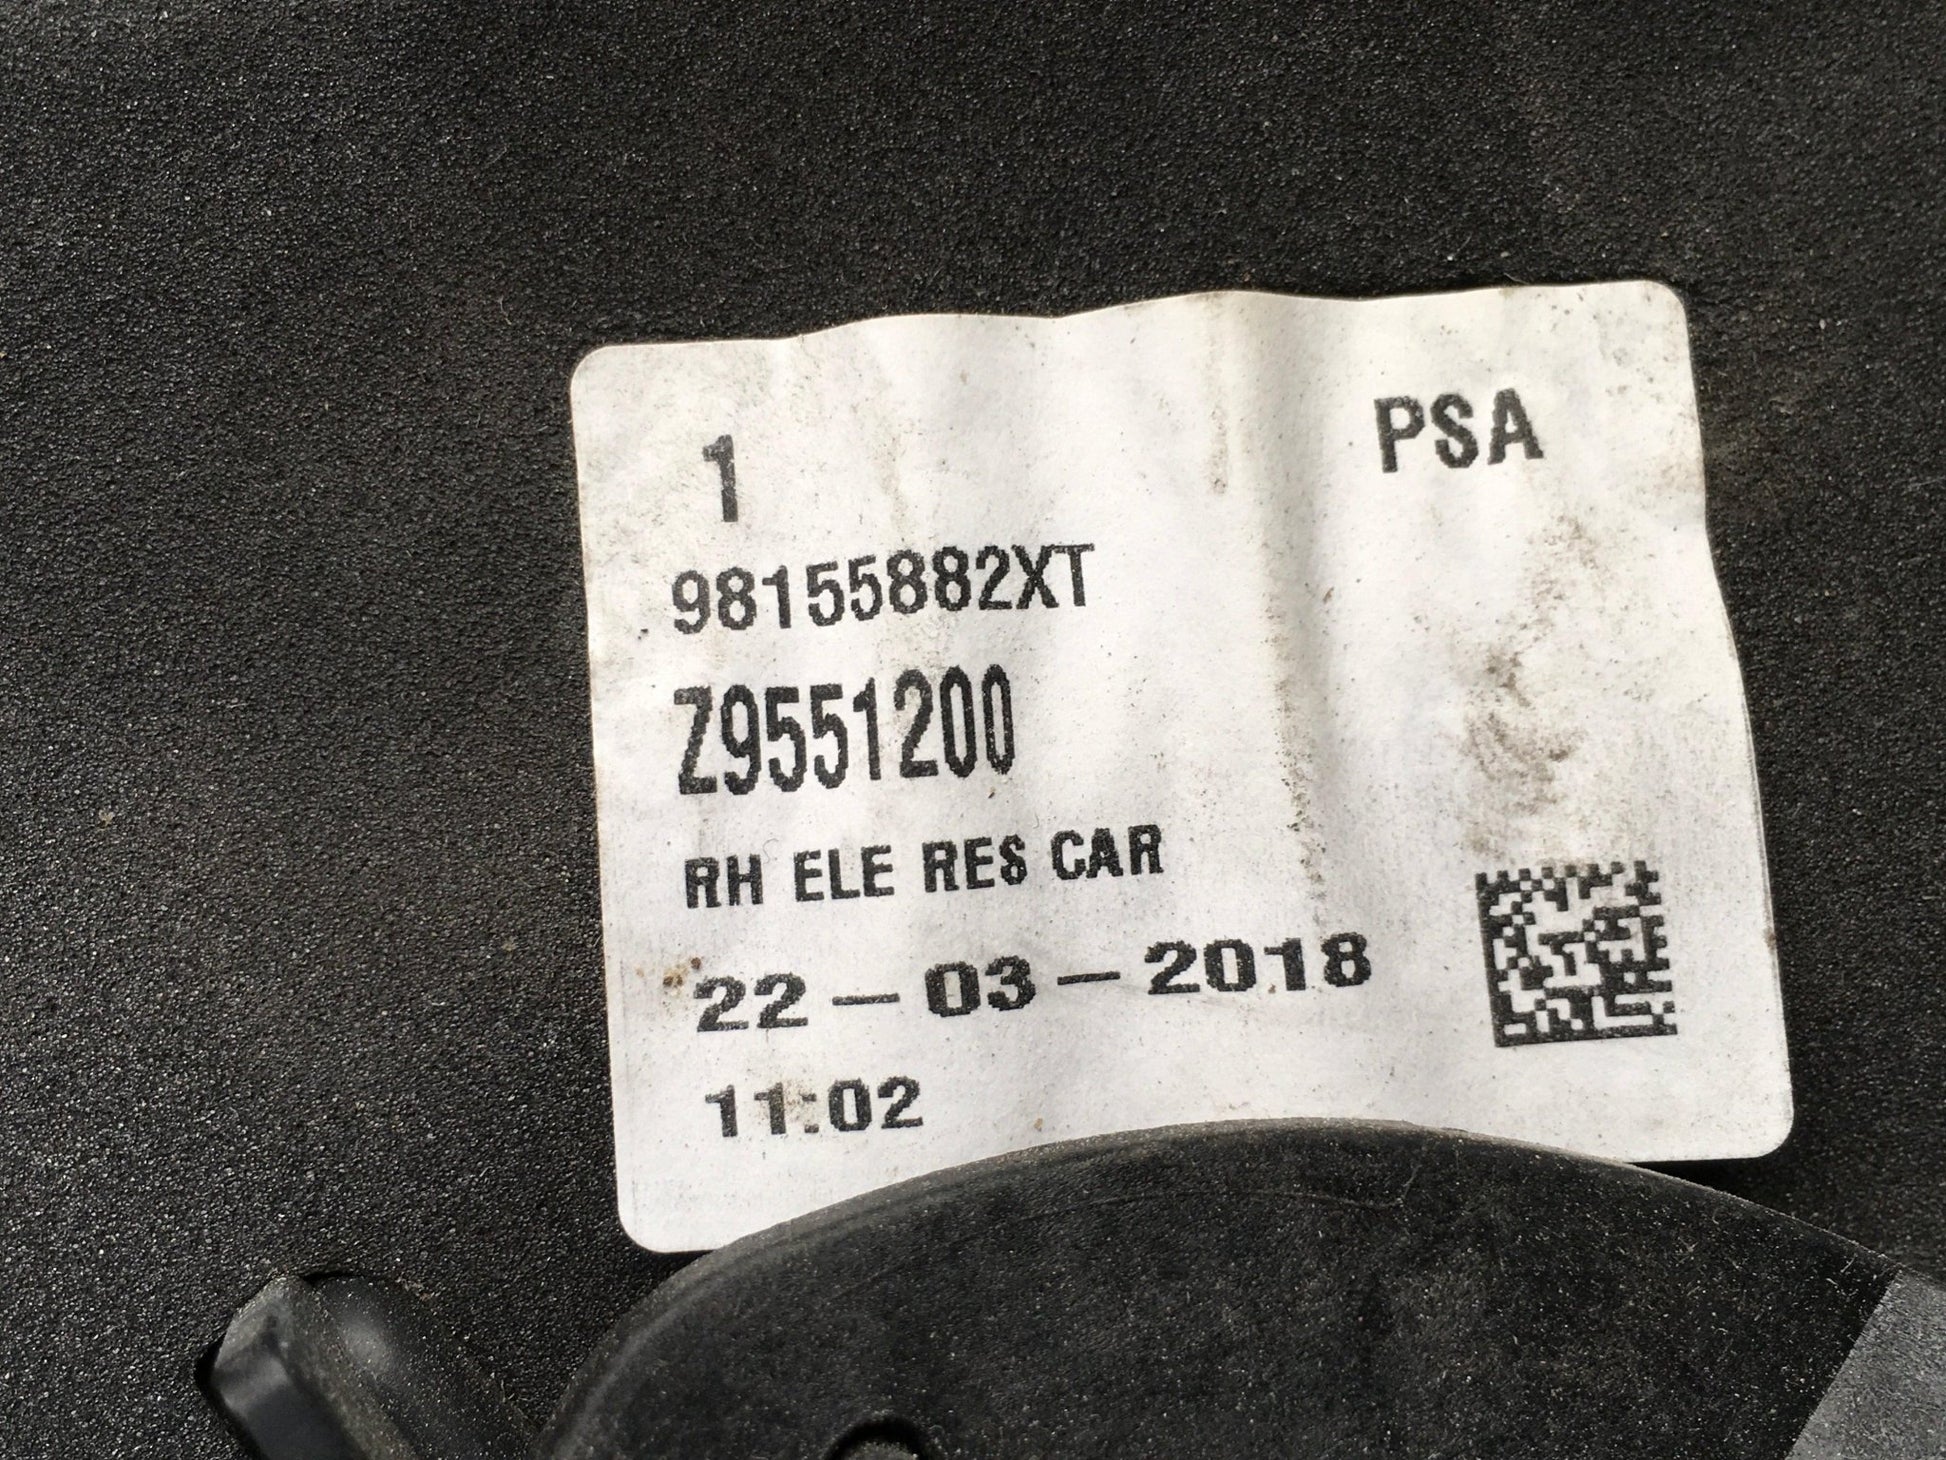 1
PSA
98155882XT
Z9551200
RH ELE RES CAR
22-03-2018
11:02